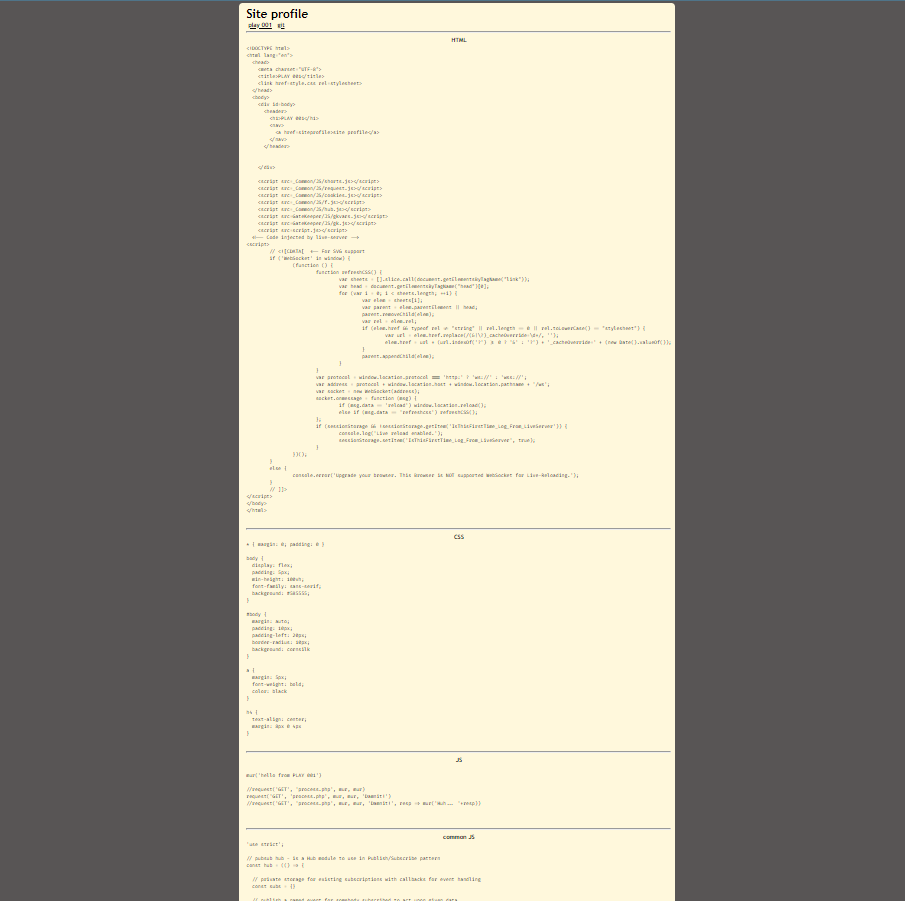 Site profile
play 001 git
HTML
<!DOCTYPE html>
<html lang="en">
<head>
<meta charset="UTF-8">
<title>PLAY 001</title>
<link href=style.css rel=stylesheet>
</head>
<body>
<div id=body>
<header>
<h1>PLAY 001</h1>
<nav>
<a href=siteprofile>site profile</a>
</nav>
</header>
</div>
<script src=_Common/JS/shorts.js></script>
<script src=_Common/JS/request.js></script>
<script src=_Common/JS/cookies.js></script>
<script src=_Common/JS/f.js></script>
<script src=_Common/JS/hub.js></script>
<script src=GateKeeper/JS/gkvars.js></script>
<script src=GateKeeper/JS/gk.js></script>
<script src=script.js></script>
<!-- Code injected by live-server -->
<script>
// <![CDATA[ <-- For SVG support
if ('WebSocket' in window) {
(function () {
function refreshCSS() {
var sheets = [].slice.call(document.getElementsByTagName("link"));
var head = document.getElementsByTagName("head")[0];
for (var i = 0; i < sheets.length; ++i) {
var elem = sheets[i];
var parent = elem.parentElement || head;
parent.removeChild(elem);
var rel = elem.rel;
if (elem.href && typeof rel != "string" || rel.length == 0 || rel.toLowerCase() == "stylesheet") {
var url = elem.href.replace(/(&|\?)_cacheOverride=\d+/, '');
elem.href = url + (url.indexOf('?') >= 0 ? '&' : '?') + '_cacheOverride=' + (new Date().valueOf());
}
parent.appendChild(elem);
}
}
var protocol = window.location.protocol === 'http:' ? 'ws://' : 'wss://';
var address = protocol + window.location.host + window.location.pathname + '/ws';
var socket = new WebSocket(address);
socket.onmessage = function (msg) {
if (msg.data == 'reload') window.location.reload();
else if (msg.data == 'refreshcss') refreshCSS();
};
if (sessionStorage && !sessionStorage.getItem('IsThisFirstTime_Log_From_LiveServer')) {
console.log('Live reload enabled.');
sessionStorage.setItem('IsThisFirstTime_Log_From_LiveServer', true);
}
})();
}
else {
console.error('Upgrade your browser. This Browser is NOT supported WebSocket for Live-Reloading.');
}
// ]]>
</script>
</body>
</html>
CSS
* { margin: 0; padding: 0 }
body {
display: flex;
padding: 5px;
min-height: 100vh;
font-family: sans-serif;
background: #505555;
}
#body {
margin: auto;
padding: 10px;
padding-left: 20px;
border-radius: 10px;
background: cornsilk
}
a {
margin: 5px;
font-weight: bold;
color: black
}
h4 {
text-align: center;
margin: 8px 0 4px
}
JS
mur('hello from PLAY 001')
//request('GET', 'process.php', mur, mur)
request('GET', 'process.php', mur, mur, 'Damnit!')
//request('GET', 'process.php', mur, mur, 'Damnit!', resp => mur('Huh... '+resp))
common JS
'use strict';
// pubsub hub - is a Hub module to use in Publish/Subscribe pattern
const hub = (() => {
// private storage for existing subscriptions with callbacks for event handling
const subs = {}
// publish a named event for somebody subscribed to act upon given data